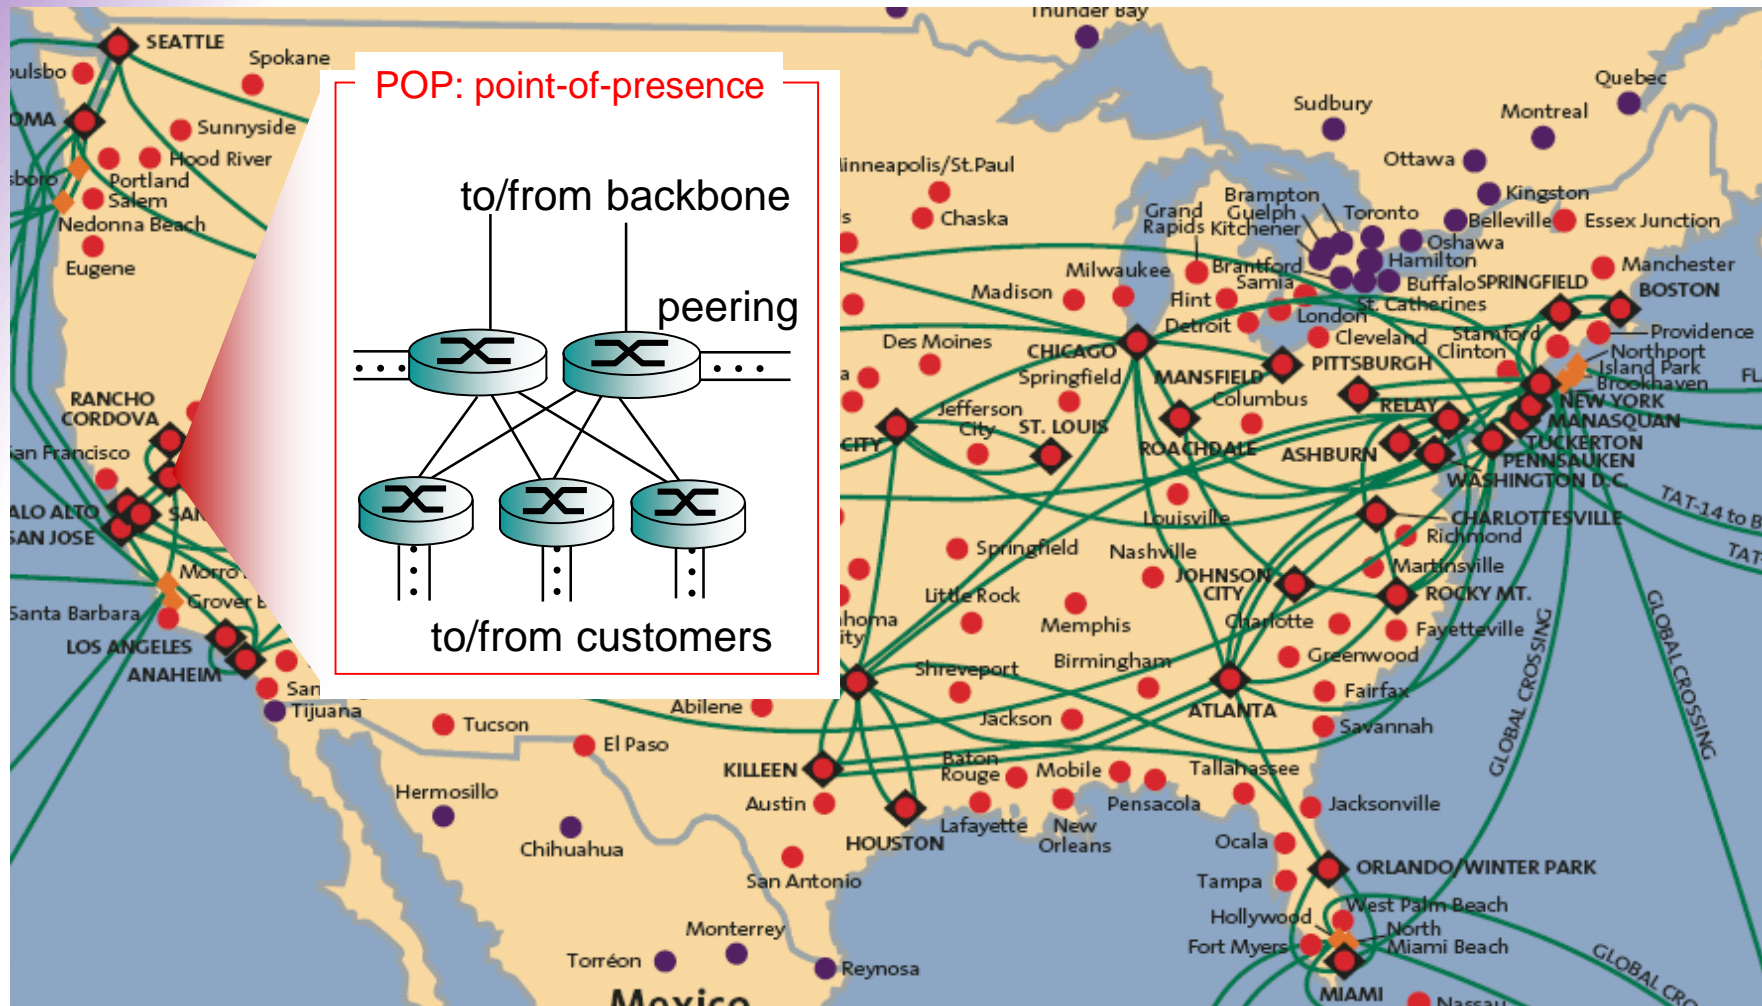 Thunder Bay
SEATTLE
Spokane
Quebec
POP: point-of-presence
Sudbury
Montreal
Sunnyside
Hood River
Portland
Salem
Nedonna Beach
Eugene
Ottawa
Kingston
Brampton
Guelph
Kitchener
Toronto
Belleville
Essex Junction
Oshawa
Grand
Rapids
Chaska
to/from backbone
Milwaukee
Brantford
Hamilton
Manchester
Madison
Flint
Buffalo
SPRINGFIELD
BOSTON
St. Catherines
peering
Detroit
London
Cleveland
Stamford
Providence
Des Moines
CHICAGO
Clinton
Northport
Island Park
Brookhaven
Springfield
MANSFIELD
PITTSBURGH
RANCHO
CORDOVA
Columbus
RELAY
NEW YORK
Jefferson
City
ST. LOUIS
MANASQUAN
CITY
ROACHDALE
ASHBURN
TUCKERTON
PENNSAUKEN
WASHINGTON D.C.
TAT-14 to B
SAN JOSE
Louisville
CHARLOTTESVILLE
Richmond
TAT-
Springfield
Nashville
JOHNSON
CITY
Martinsville
ROCKY MT.
Santa Barbara
Little Rock
Memphis
Charlotte
Fayetteville
to/from customers
LOS ANGELES
ANAHEIM
GLOBAL CROSSING
GLOBAL CROSSING
Shreveport
Birmingham
Greenwood
Fairfax
Tijuana
Abilene
Jackson
ATLANTA
Savannah
Tucson
El Paso
KILLEEN
Baton
Rouge
Mobile
Tallahassee
Hermosillo
Austin
Pensacola
Jacksonville
Chihuahua
HOUSTON
Lafayette
New
Orleans
Ocala
San Antonio
ORLANDO/WINTER PARK
Tampa
West Palm Beach
Hollywood
Monterrey
North
Miami Beach
Fort Myers
Torréon
Reynosa
GLOBAL CRO
Mexico
MIAMI
Nassau